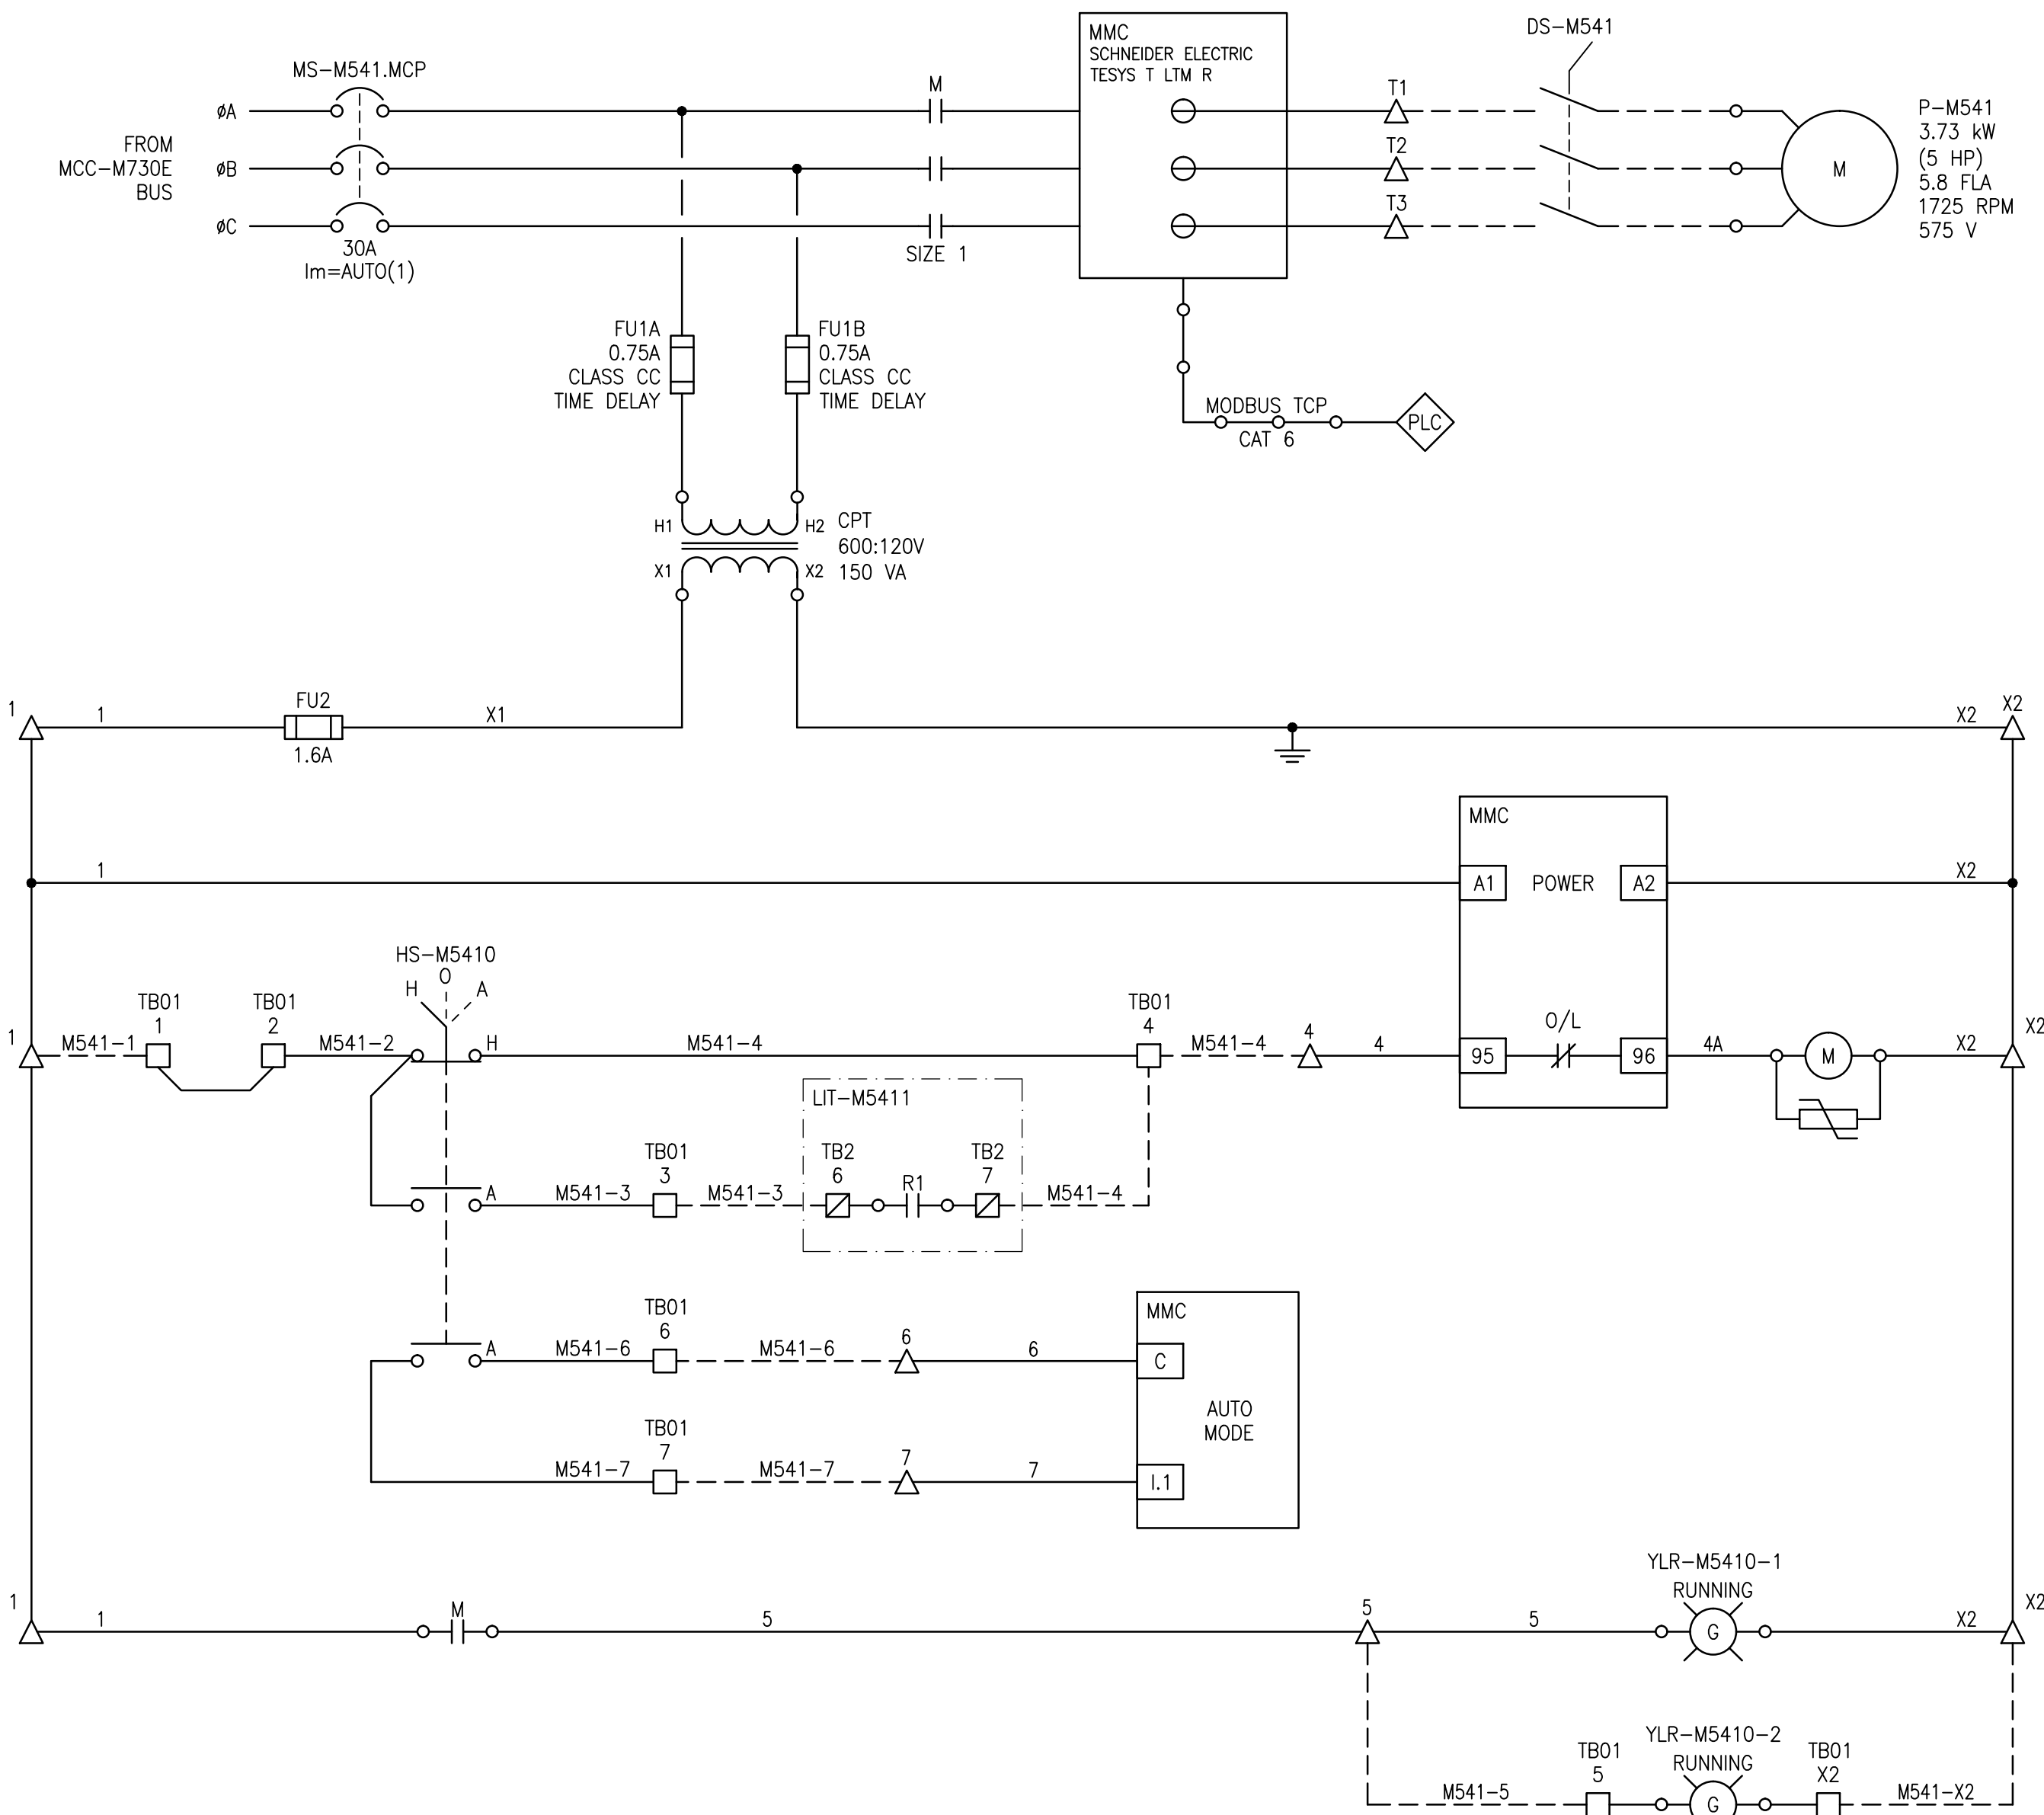 MS-M541.MCP
FROM
MCC-M730E
BUS
øA
øB
øC
30A
Im=AUTO(1)
M
SIZE 1
MMC
SCHNEIDER ELECTRIC
TESYS T LTM R
T1
T2
T3
DS-M541
M
P-M541
3.73 kW
(5 HP)
5.8 FLA
1725 RPM
575 V
FU1A
0.75A
CLASS CC
TIME DELAY
FU1B
0.75A
CLASS CC
TIME DELAY
MODBUS TCP
CAT 6
PLC
H1
H2
X1
X2
CPT
600:120V
150 VA
1
1
FU2
1.6A
X1
X2
X2
1
MMC
A1
POWER
A2
X2
HS-M5410
H
O
A
1
M541-1
TB01
1
TB01
2
M541-2
H
M541-4
TB01
4
M541-4
4
4
95
O/L
96
4A
M
X2
X2
A
M541-3
TB01
3
M541-3
LIT-M5411
TB2
6
R1
TB2
7
M541-4
A
M541-6
TB01
6
M541-6
6
6
MMC
C
AUTO
MODE
I.1
M541-7
TB01
7
M541-7
7
7
1
1
M
5
5
5
YLR-M5410-1
RUNNING
G
X2
X2
M541-5
TB01
5
YLR-M5410-2
RUNNING
G
TB01
X2
M541-X2